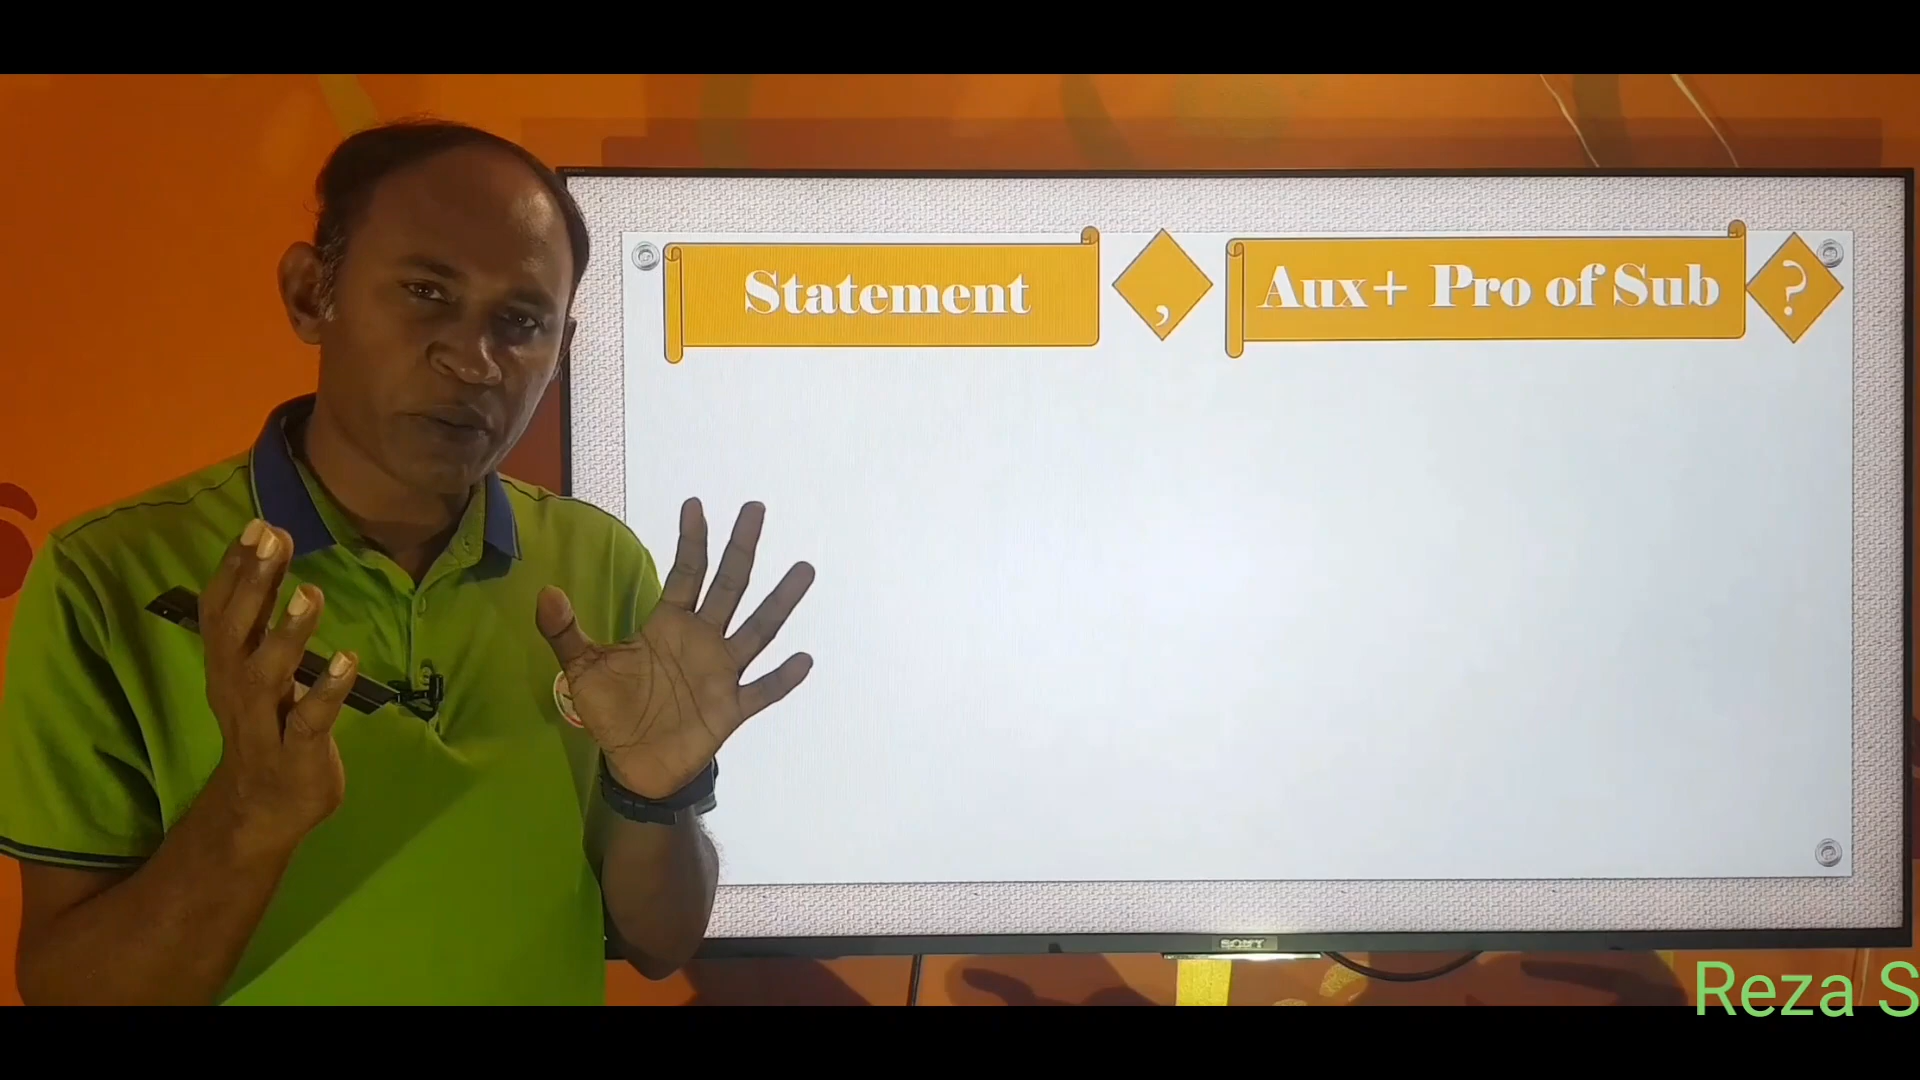 Statement , Aux+ Pro of Sub ?
SONY
Reza S